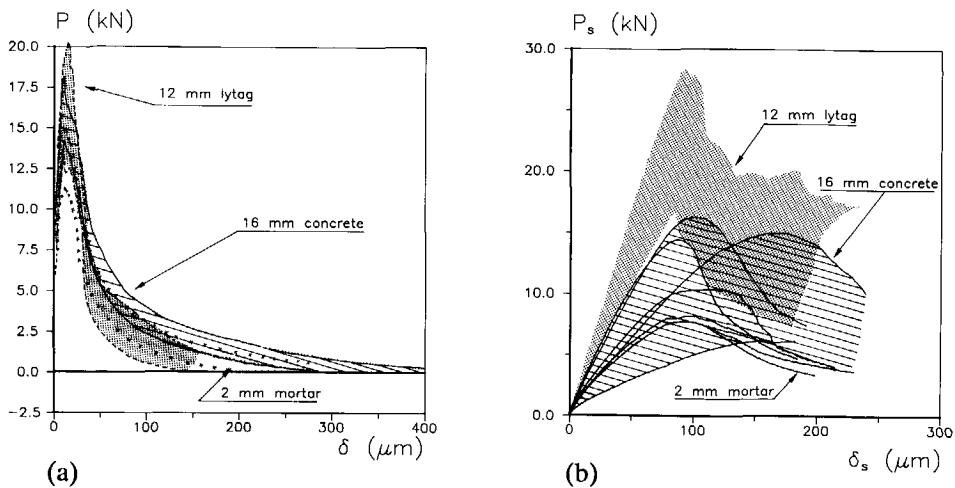 P (kN)
20.0
17.5
15.0
12.5
10.0
7.5
5.0
2.5
0.0
−2.5
12 mm lytag
16 mm concrete
2 mm mortar
0
100
200
300
400
δ (μm)
(a)
Ps (kN)
30.0
20.0
10.0
0.0
12 mm lytag
16 mm concrete
2 mm mortar
0
100
200
300
δs (μm)
(b)